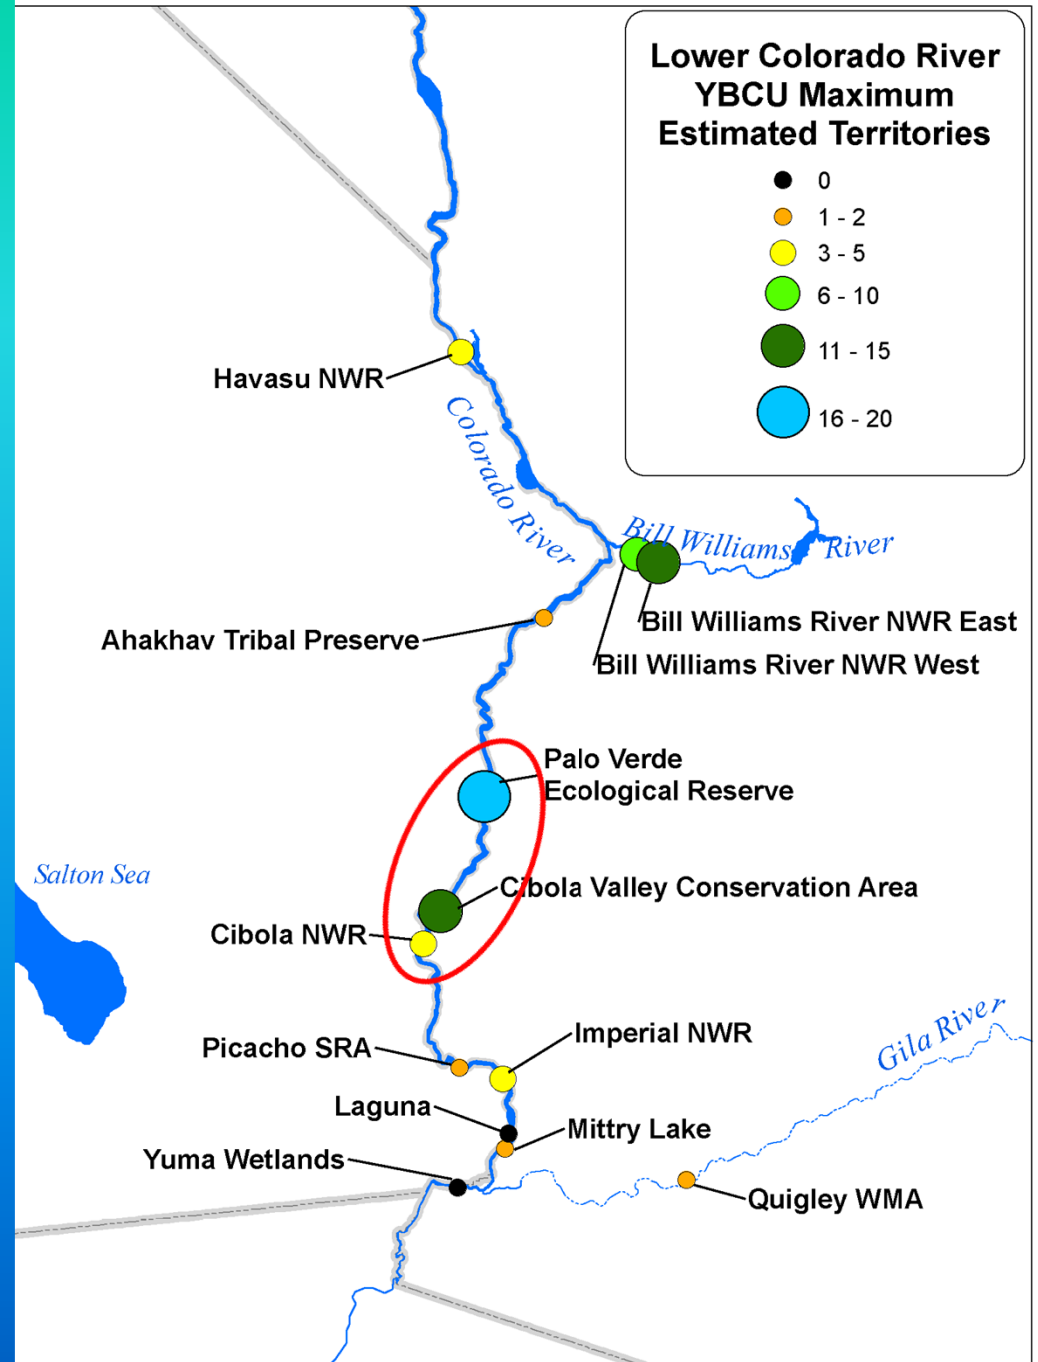 Lower Colorado River
YBCU Maximum
Estimated Territories
0
1 - 2
3 - 5
6 - 10
11 - 15
16 - 20
Havasu NWR
Colorado River
Bill Williams River
Bill Williams River NWR East
Ahakhav Tribal Preserve
Bill Williams River NWR West
Palo Verde
Ecological Reserve
Salton Sea
Cibola Valley Conservation Area
Cibola NWR
Gila River
Imperial NWR
Picacho SRA
Laguna
Mittry Lake
Yuma Wetlands
Quigley WMA